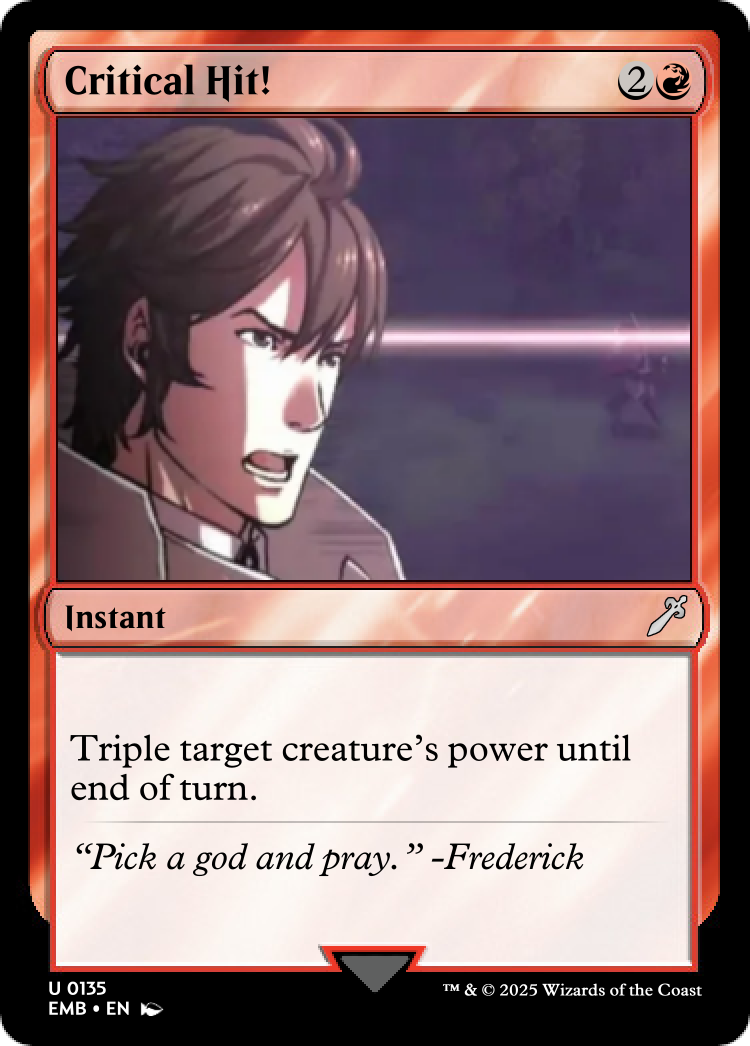 Critical Hit! 2
Instant
Triple target creature's power until
end of turn.
“Pick a god and pray.” -Frederick
U 0135
EMB • EN
™ & © 2025 Wizards of the Coast